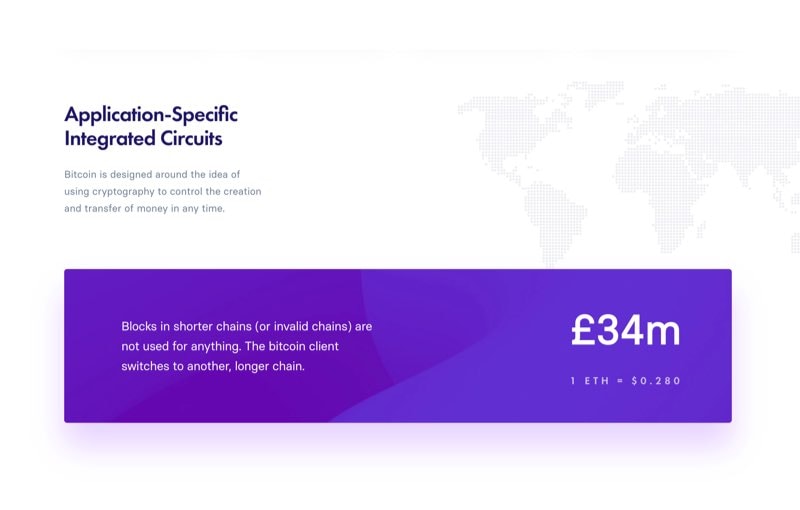 Application-Specific
Integrated Circuits
Bitcoin is designed around the idea of
using cryptography to control the creation
and transfer of money in any time.
Blocks in shorter chains (or invalid chains) are
not used for anything. The bitcoin client
switches to another, longer chain.
£34m
1 ETH = $0.280